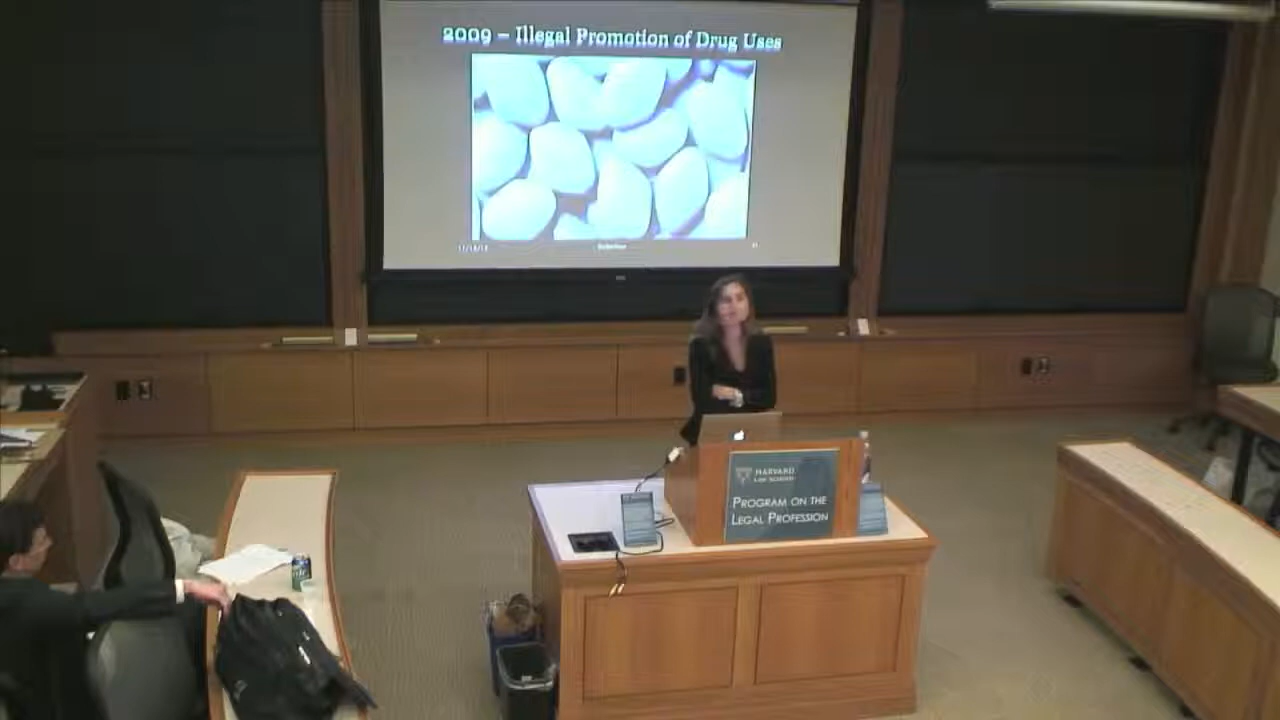 2009 – Illegal Promotion of Drug Uses
HARVARD
LAW SCHOOL
PROGRAM ON THE
LEGAL PROFESSION